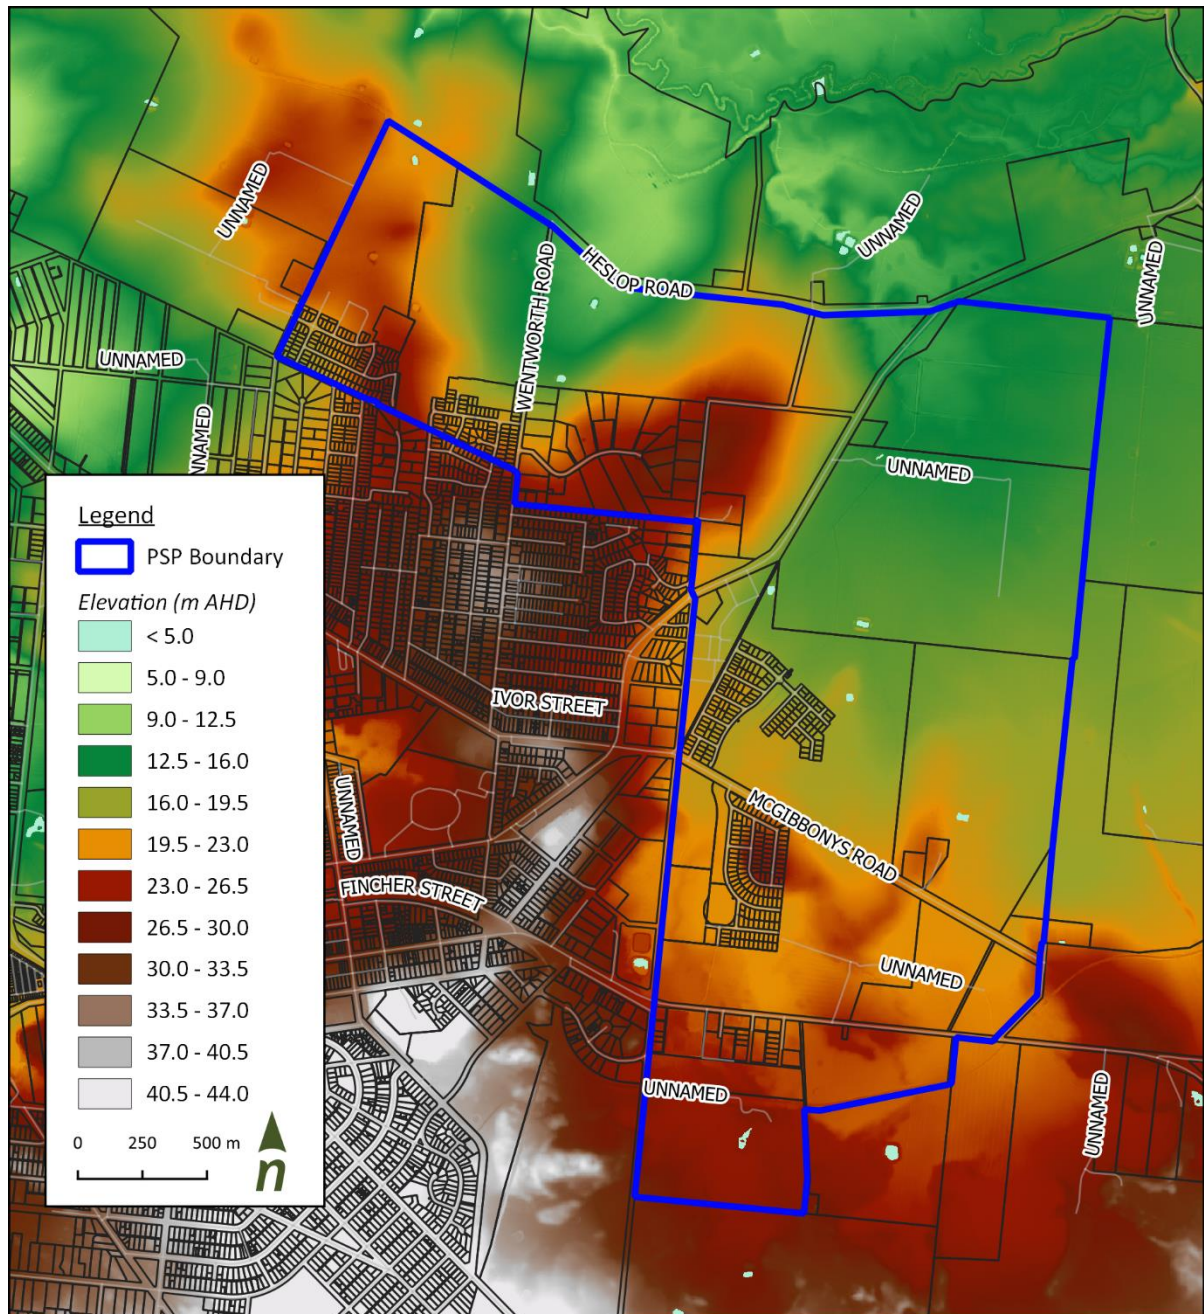 UNNAMED
UNNAMED
UNNAMED
HESLOP ROAD
WENTWORTH ROAD
UNNAMED
NNAMED
UNNAMED
IVOR STREET
UNNAMED
MCGIBBONYS ROAD
FINCHER STREET
UNNAMED
UNNAMED
UNNAMED
Legend
PSP Boundary
Elevation (m AHD)
< 5.0
5.0 - 9.0
9.0 - 12.5
12.5 - 16.0
16.0 - 19.5
19.5 - 23.0
23.0 - 26.5
26.5 - 30.0
30.0 - 33.5
33.5 - 37.0
37.0 - 40.5
40.5 - 44.0
0 250 500 m
n